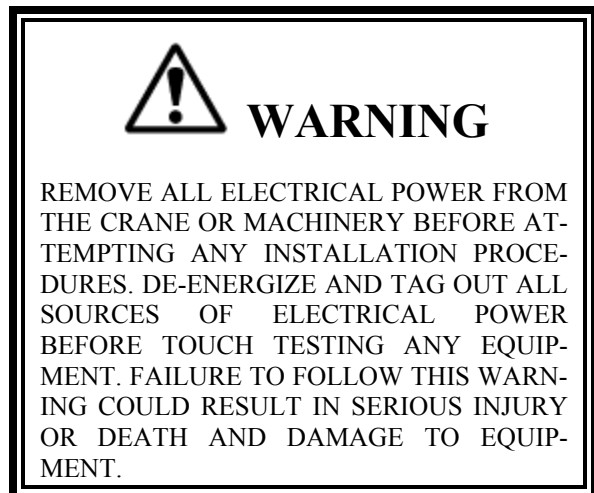 WARNING
REMOVE ALL ELECTRICAL POWER FROM
THE CRANE OR MACHINERY BEFORE AT-
TEMPTING ANY INSTALLATION PROCE-
DURES. DE-ENERGIZE AND TAG OUT ALL
SOURCES OF ELECTRICAL POWER
BEFORE TOUCH TESTING ANY EQUIP-
MENT. FAILURE TO FOLLOW THIS WARN-
ING COULD RESULT IN SERIOUS INJURY
OR DEATH AND DAMAGE TO EQUIP-
MENT.